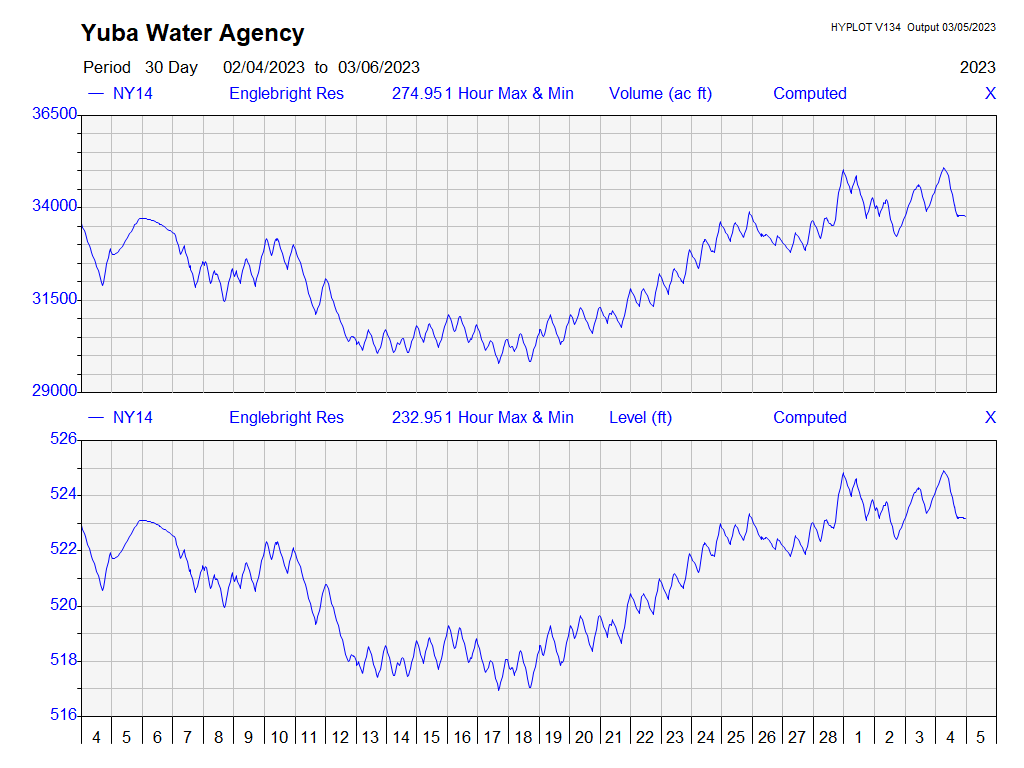 Yuba Water Agency
HYPLOT V134 Output 03/05/2023
Period 30 Day 02/04/2023 to 03/06/2023 2023
NY14 Englebright Res 274.95 1 Hour Max & Min Volume (ac ft) Computed X
36500
34000
31500
29000
NY14 Englebright Res 232.95 1 Hour Max & Min Level (ft) Computed X
526
524
522
520
518
516
4 5 6 7 8 9 10 11 12 13 14 15 16 17 18 19 20 21 22 23 24 25 26 27 28 1 2 3 4 5